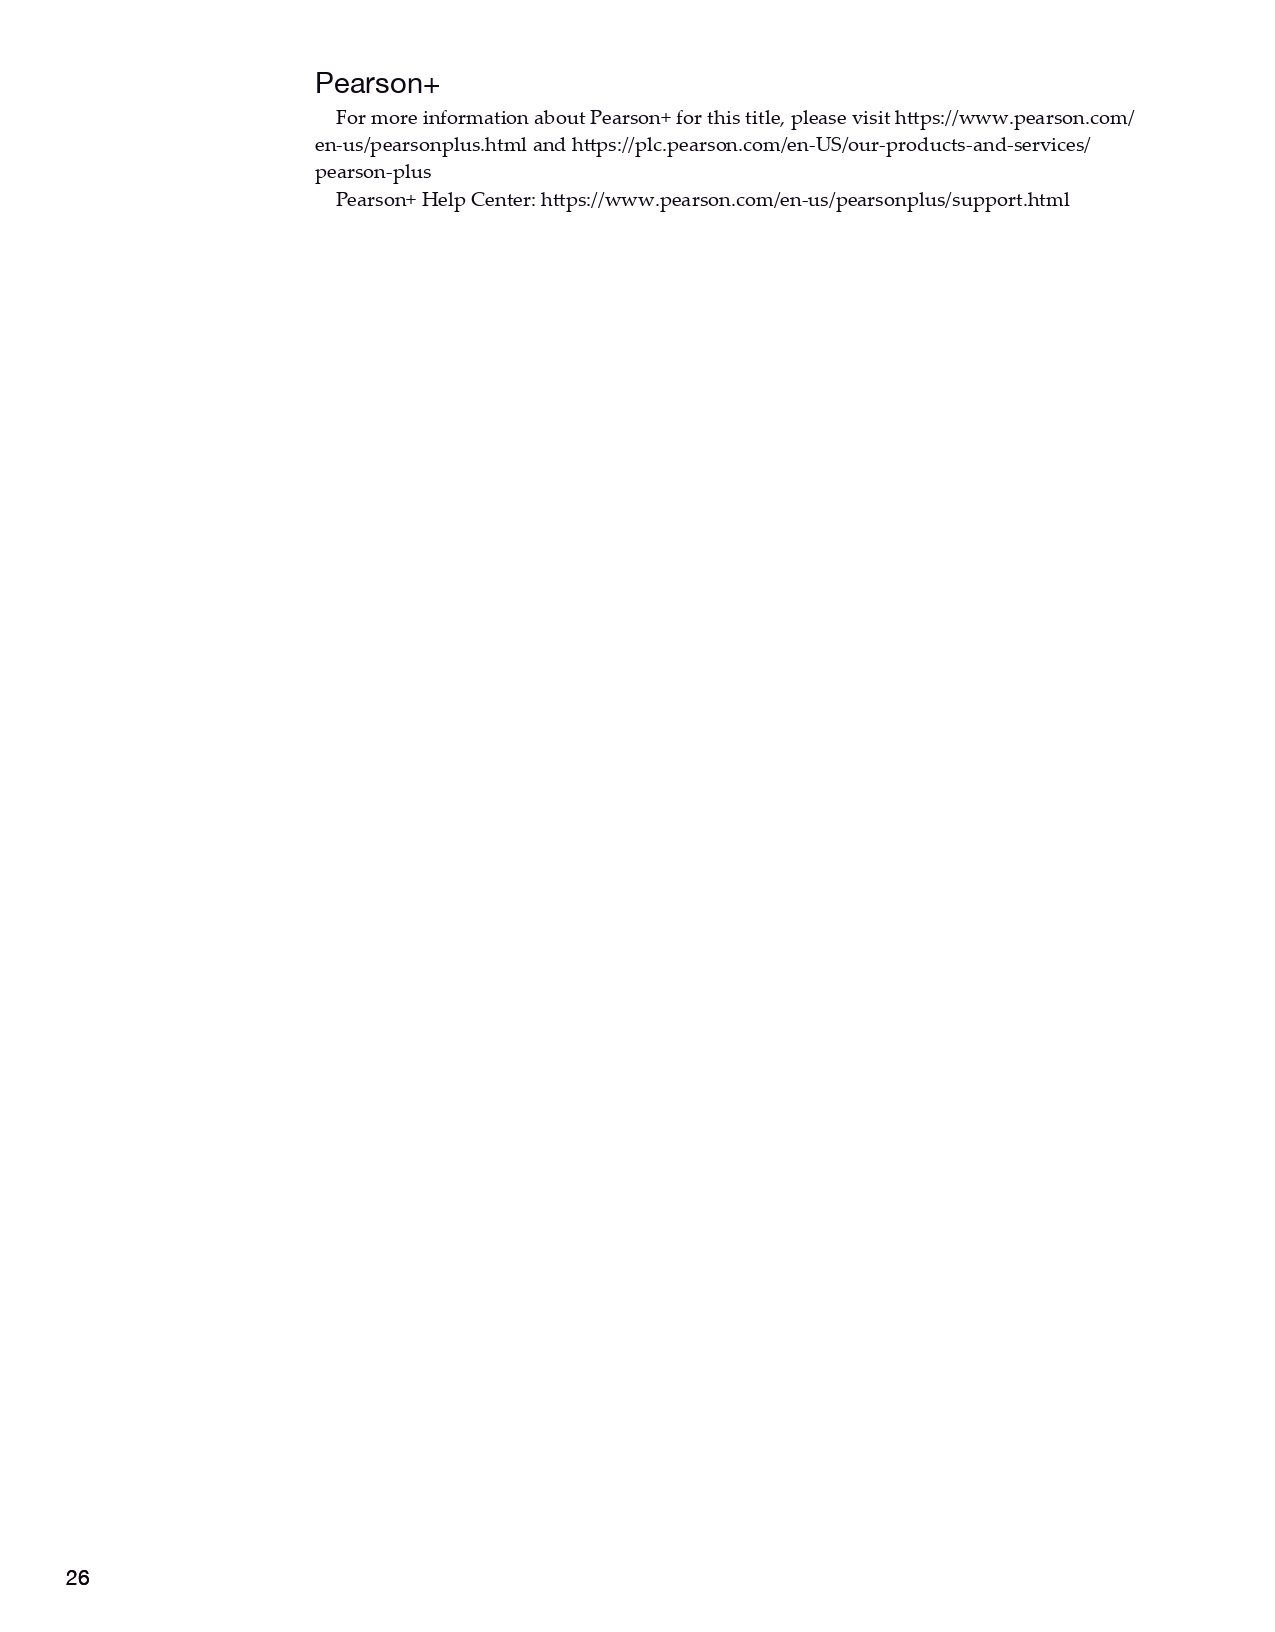 Pearson+
For more information about Pearson+ for this title, please visit https://www.pearson.com/
en-us/pearsonplus.html and https://plc.pearson.com/en-US/our-products-and-services/
pearson-plus
Pearson+ Help Center: https://www.pearson.com/en-us/pearsonplus/support.html
26